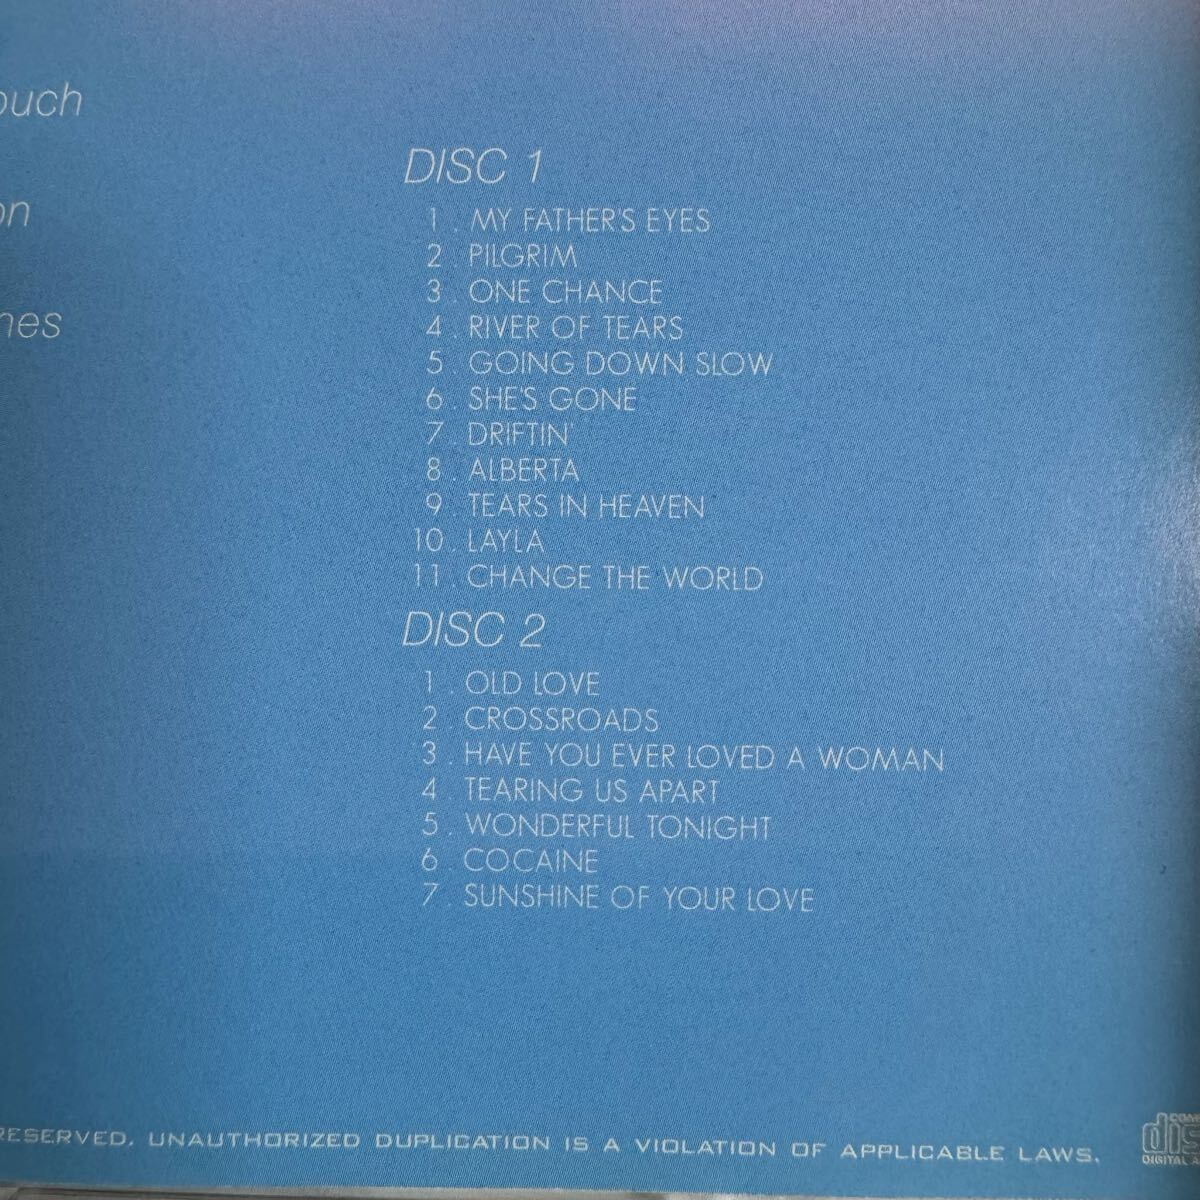 DISC 1
1 . MY FATHER'S EYES
2 . PILGRIM
3 . ONE CHANCE
4 . RIVER OF TEARS
5 . GOING DOWN SLOW
6 . SHE'S GONE
7 . DRIFTIN'
8 . ALBERTA
9 . TEARS IN HEAVEN
10 . LAYLA
11 . CHANGE THE WORLD
DISC 2
1 . OLD LOVE
2 . CROSSROADS
3 . HAVE YOU EVER LOVED A WOMAN
4 . TEARING US APART
5 . WONDERFUL TONIGHT
6 . COCAINE
7 . SUNSHINE OF YOUR LOVE
RESERVED. UNAUTHORIZED DUPLICATION IS A VIOLATION OF APPLICABLE LAWS.
DIGITAL